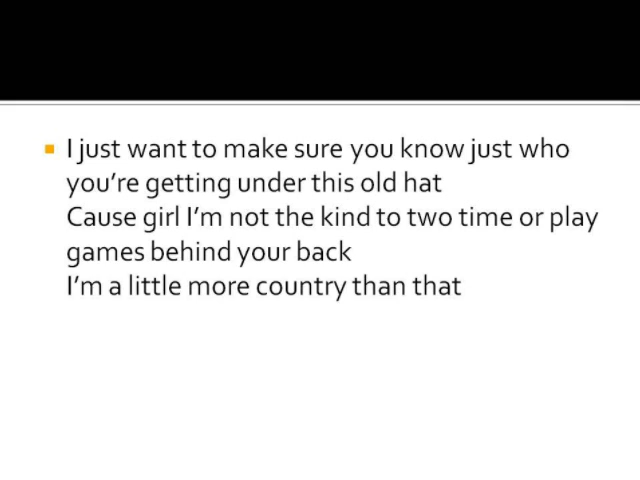 I just want to make sure you know just who
you're getting under this old hat
Cause girl I'm not the kind to two time or play
games behind your back
I'm a little more country than that